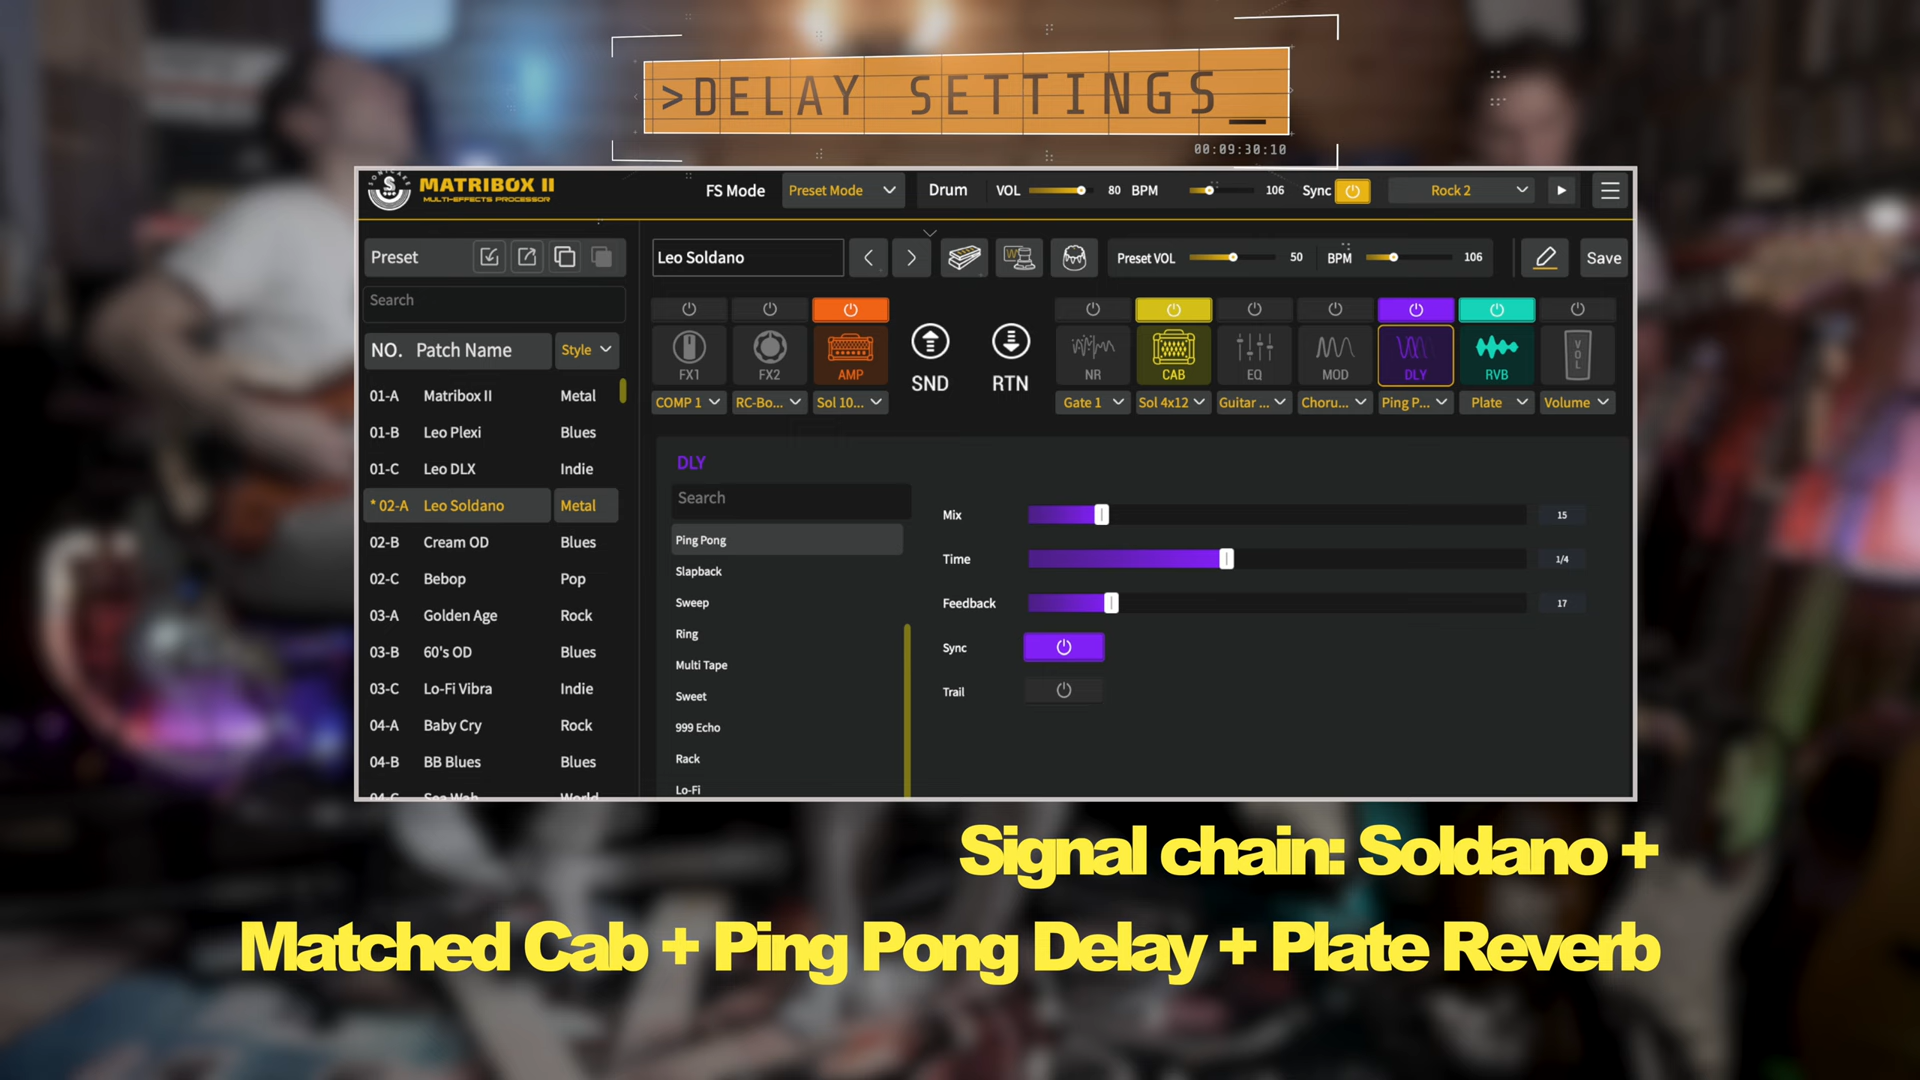 >DELAY SETTINGS_
00:09:30:10
MATRIBOX II
MULTI-EFFECTS PROCESSOR
FS Mode Preset Mode Drum VOL 80 BPM 106 Sync Rock 2
Preset
Leo Soldano Preset VOL 50 BPM 106 Save
Search
NO. Patch Name Style
01-A Matribox II Metal
01-B Leo Plexi Blues
01-C Leo DLX Indie
* 02-A Leo Soldano Metal
02-B Cream OD Blues
02-C Bebop Pop
03-A Golden Age Rock
03-B 60's OD Blues
03-C Lo-Fi Vibra Indie
04-A Baby Cry Rock
04-B BB Blues Blues
04-C Sea Wah World
FX1 FX2 AMP SND RTN NR CAB EQ MOD DLY RVB VOL
COMP 1 RC-Bo... Sol 10... Gate 1 Sol 4x12 Guitar ... Choru... Ping P... Plate Volume
DLY
Search
Ping Pong
Slapback
Sweep
Ring
Multi Tape
Sweet
999 Echo
Rack
Lo-Fi
Mix 15
Time 1/4
Feedback 17
Sync
Trail
Signal chain: Soldano +
Matched Cab + Ping Pong Delay + Plate Reverb